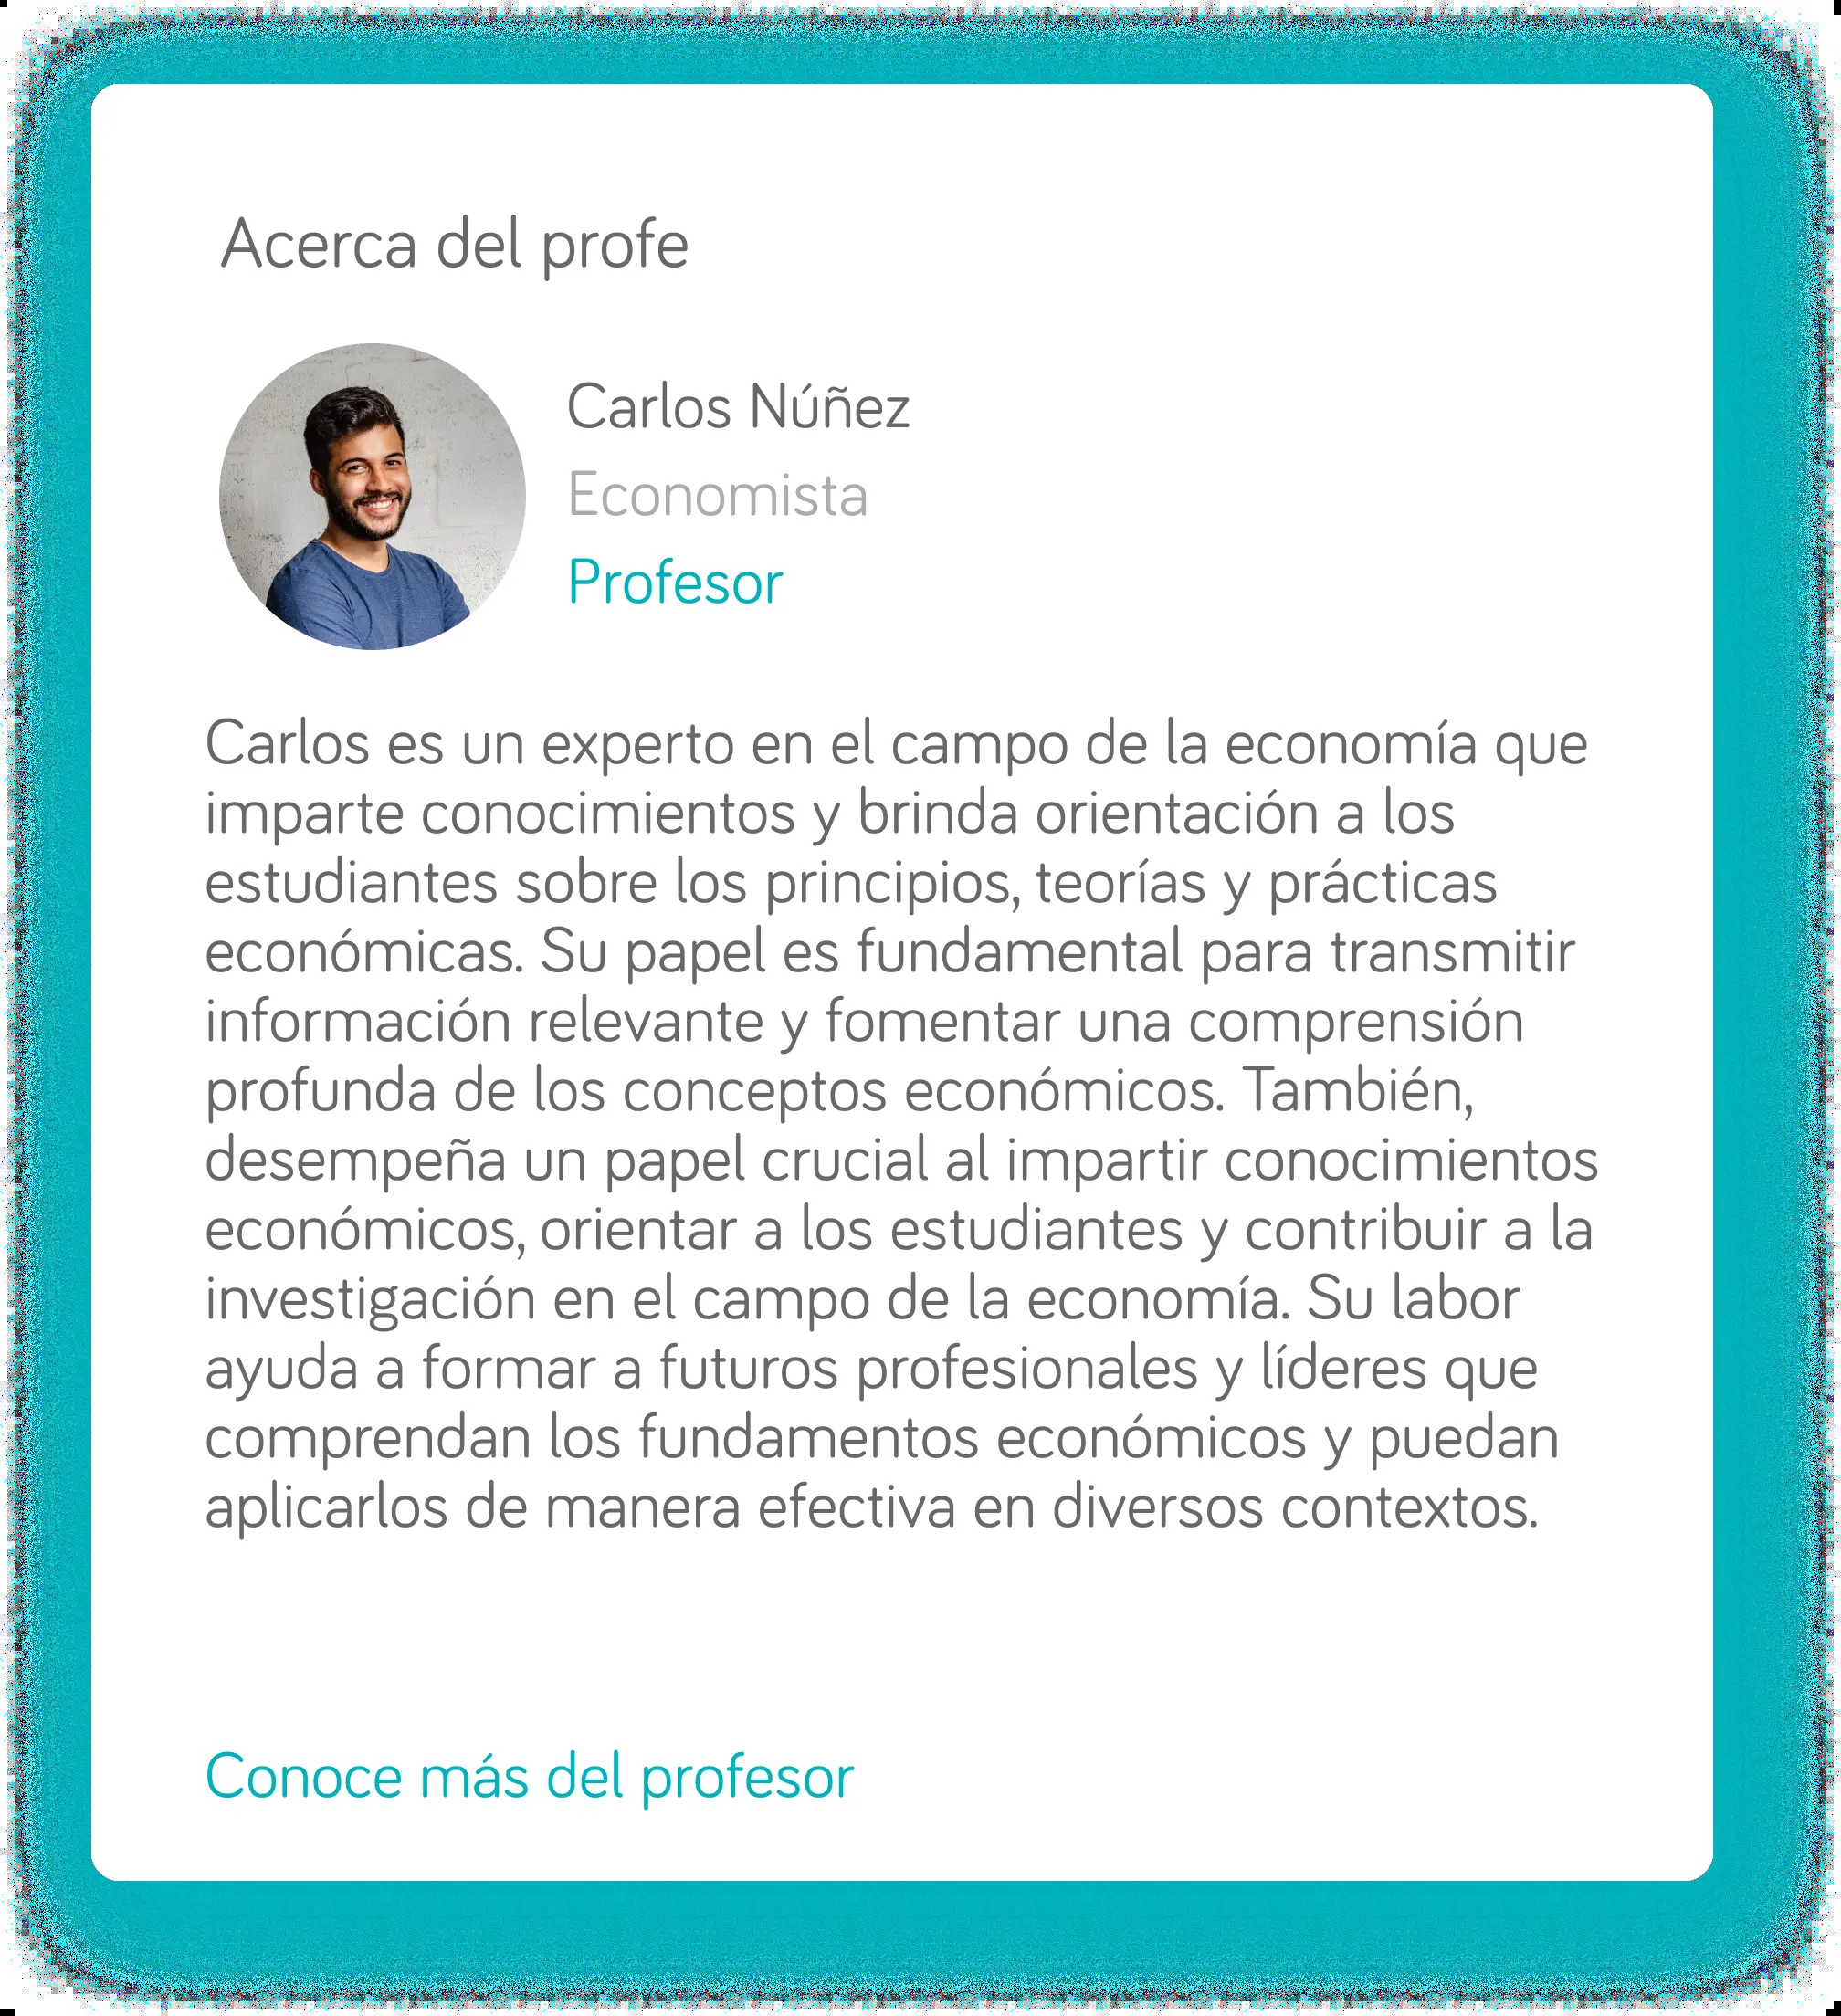 Acerca del profe
Carlos Núñez
Economista
Profesor
Carlos es un experto en el campo de la economía que
imparte conocimientos y brinda orientación a los
estudiantes sobre los principios, teorías y prácticas
económicas. Su papel es fundamental para transmitir
información relevante y fomentar una comprensión
profunda de los conceptos económicos. También,
desempeña un papel crucial al impartir conocimientos
económicos, orientar a los estudiantes y contribuir a la
investigación en el campo de la economía. Su labor
ayuda a formar a futuros profesionales y líderes que
comprendan los fundamentos económicos y puedan
aplicarlos de manera efectiva en diversos contextos.
Conoce más del profesor